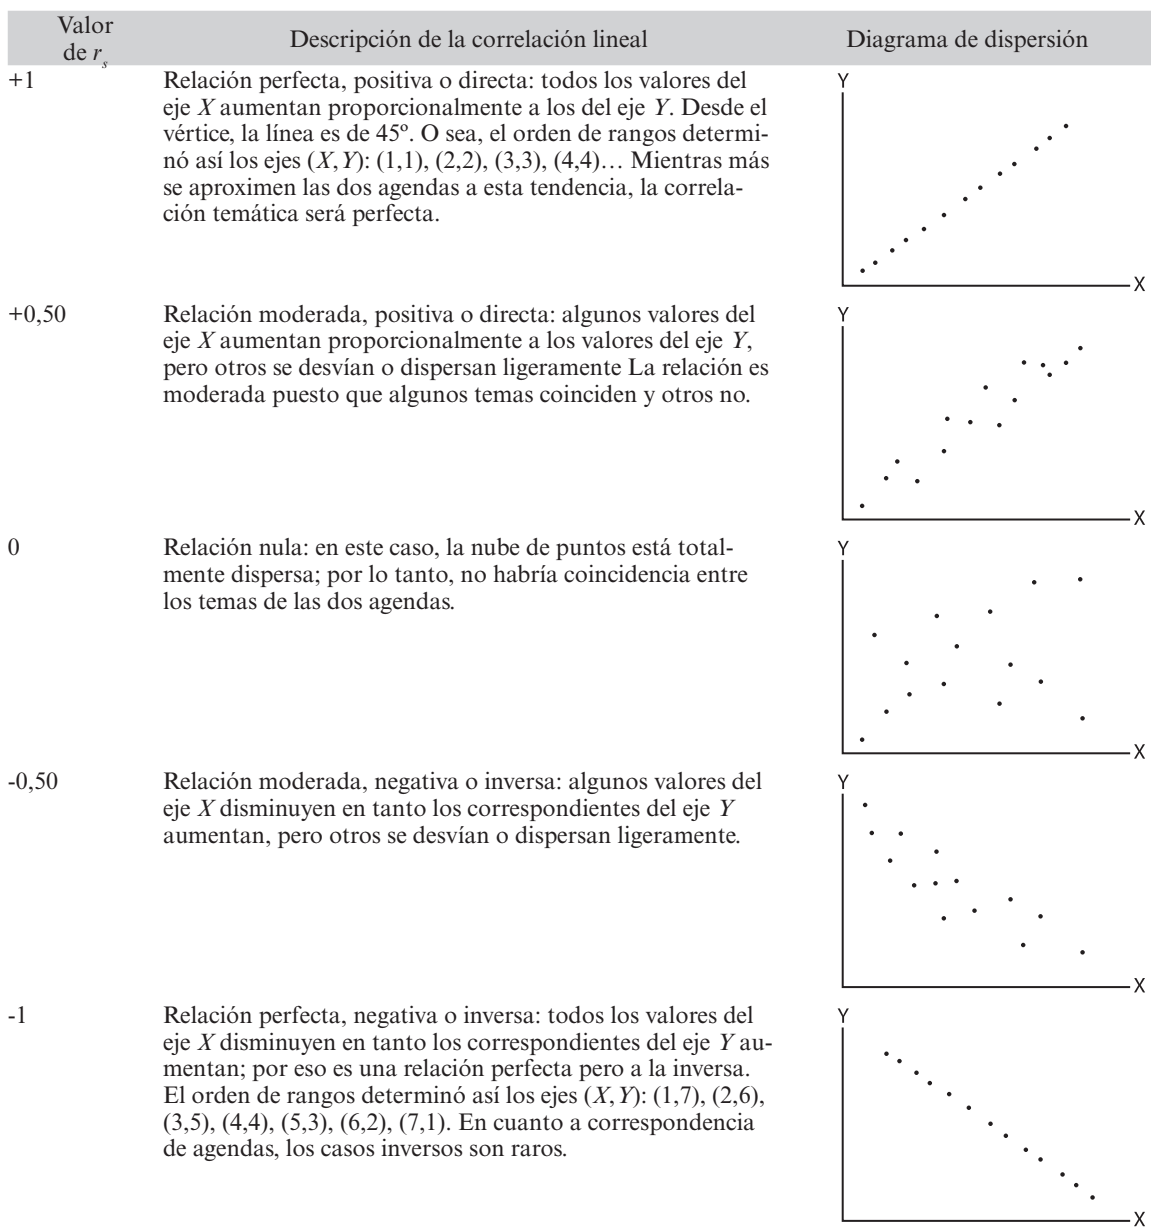 Valor
de rs
Descripción de la correlación lineal
Diagrama de dispersión
+1
Relación perfecta, positiva o directa: todos los valores del
eje X aumentan proporcionalmente a los del eje Y. Desde el
vértice, la línea es de 45º. O sea, el orden de rangos determi-
nó así los ejes (X,Y): (1,1), (2,2), (3,3), (4,4)… Mientras más
se aproximen las dos agendas a esta tendencia, la correla-
ción temática será perfecta.
Y
X
+0,50
Relación moderada, positiva o directa: algunos valores del
eje X aumentan proporcionalmente a los valores del eje Y,
pero otros se desvían o dispersan ligeramente La relación es
moderada puesto que algunos temas coinciden y otros no.
Y
X
0
Relación nula: en este caso, la nube de puntos está total-
mente dispersa; por lo tanto, no habría coincidencia entre
los temas de las dos agendas.
Y
X
-0,50
Relación moderada, negativa o inversa: algunos valores del
eje X disminuyen en tanto los correspondientes del eje Y
aumentan, pero otros se desvían o dispersan ligeramente.
Y
X
-1
Relación perfecta, negativa o inversa: todos los valores del
eje X disminuyen en tanto los correspondientes del eje Y au-
mentan; por eso es una relación perfecta pero a la inversa.
El orden de rangos determinó así los ejes (X,Y): (1,7), (2,6),
(3,5), (4,4), (5,3), (6,2), (7,1). En cuanto a correspondencia
de agendas, los casos inversos son raros.
Y
X